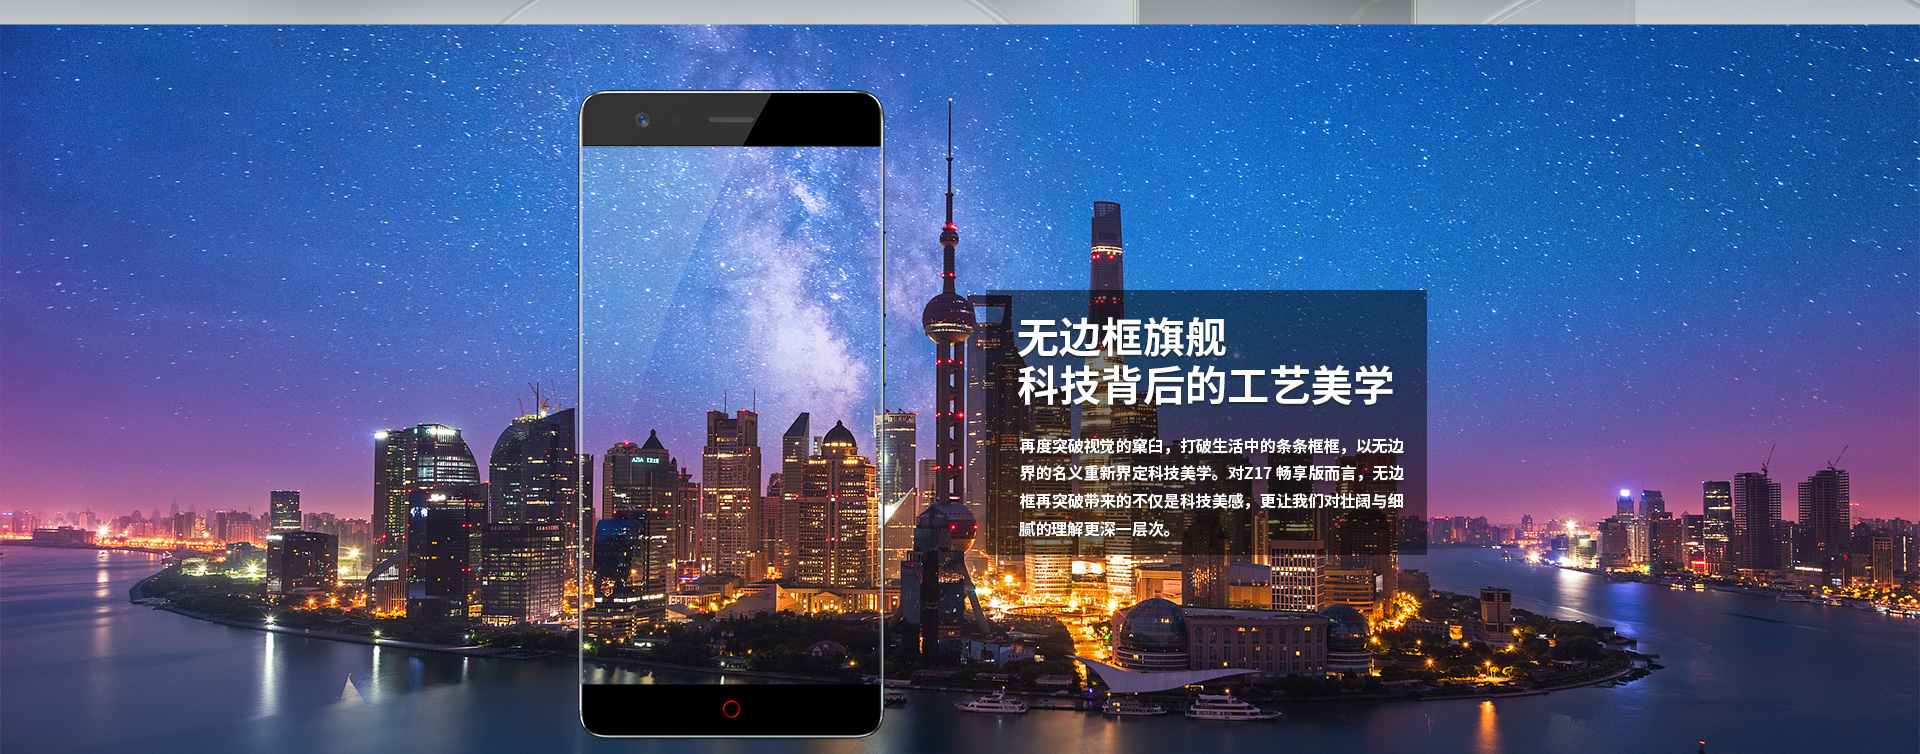 无边框旗舰
科技背后的工艺美学
再度突破视觉的窠臼，打破生活中的条条框框，以无边
界的名义重新界定科技美学。对Z17 畅享版而言，无边
框再突破带来的不仅是科技美感，更让我们对壮阔与细
腻的理解更深一层次。